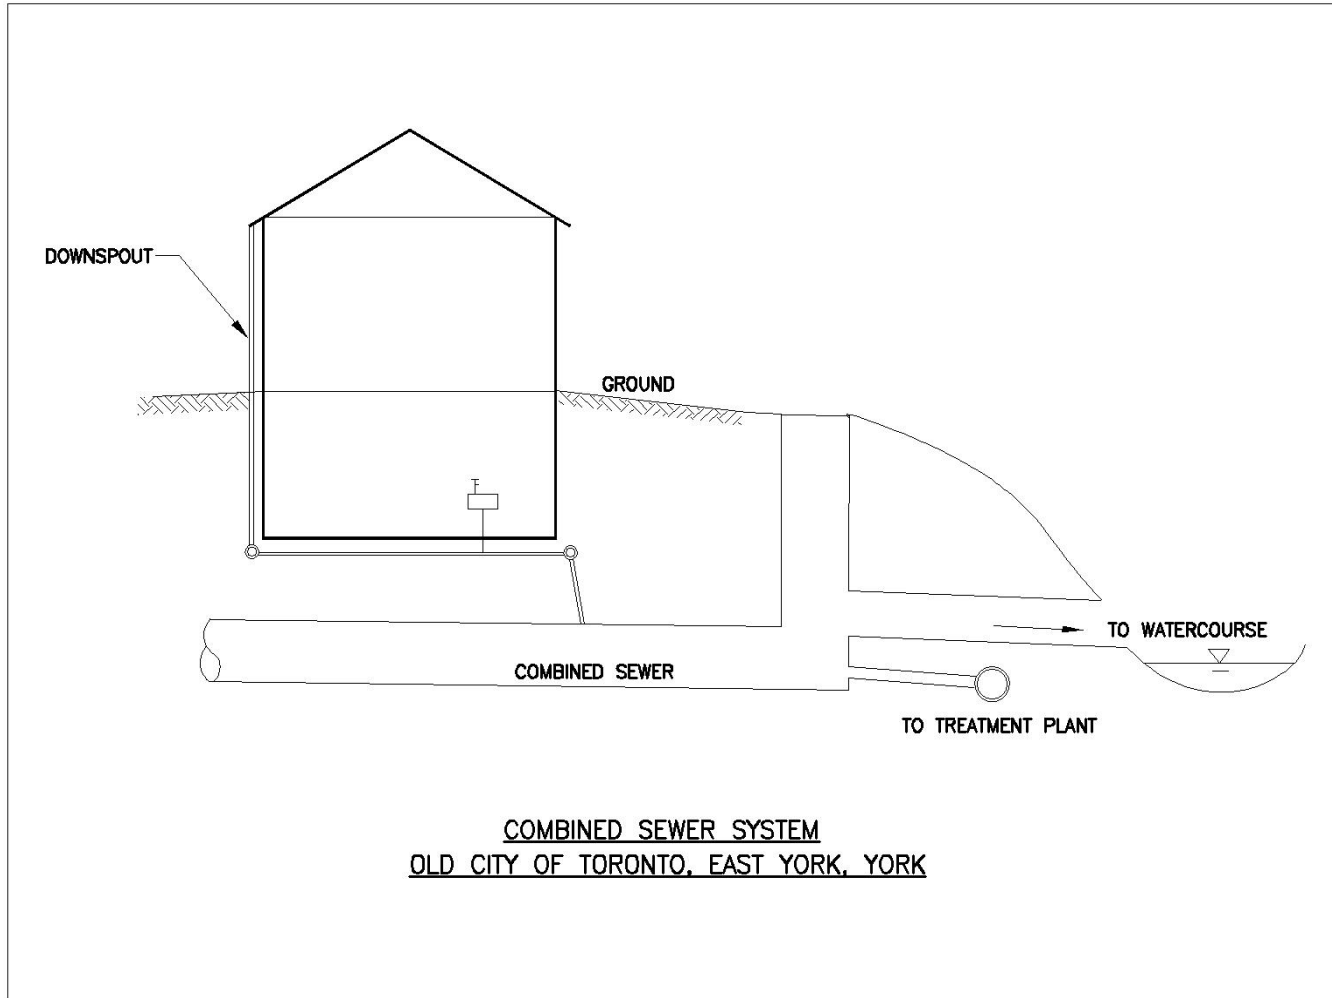 DOWNSPOUT
GROUND
TO WATERCOURSE
COMBINED SEWER
TO TREATMENT PLANT
COMBINED SEWER SYSTEM
OLD CITY OF TORONTO, EAST YORK, YORK